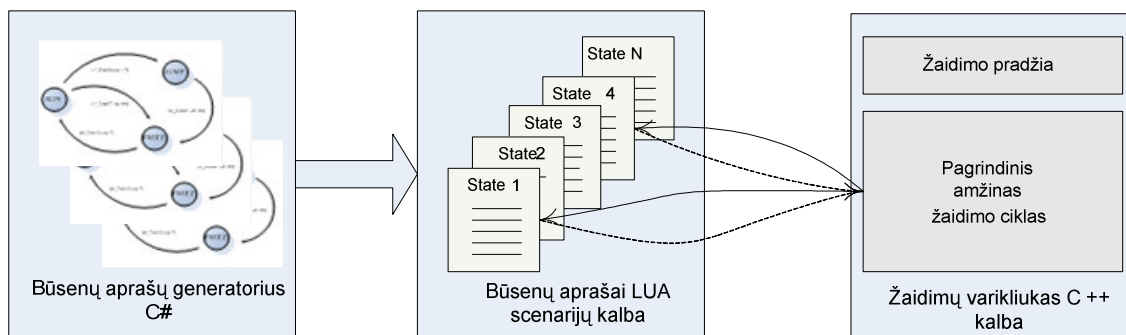 Būsenų aprašų generatorius
C#
State N
State 4
State 3
State2
State 1
Būsenų aprašai LUA
scenarijų kalba
Žaidimo pradžia
Pagrindinis
amžinas
žaidimo ciklas
Žaidimų varikliukas C ++
kalba